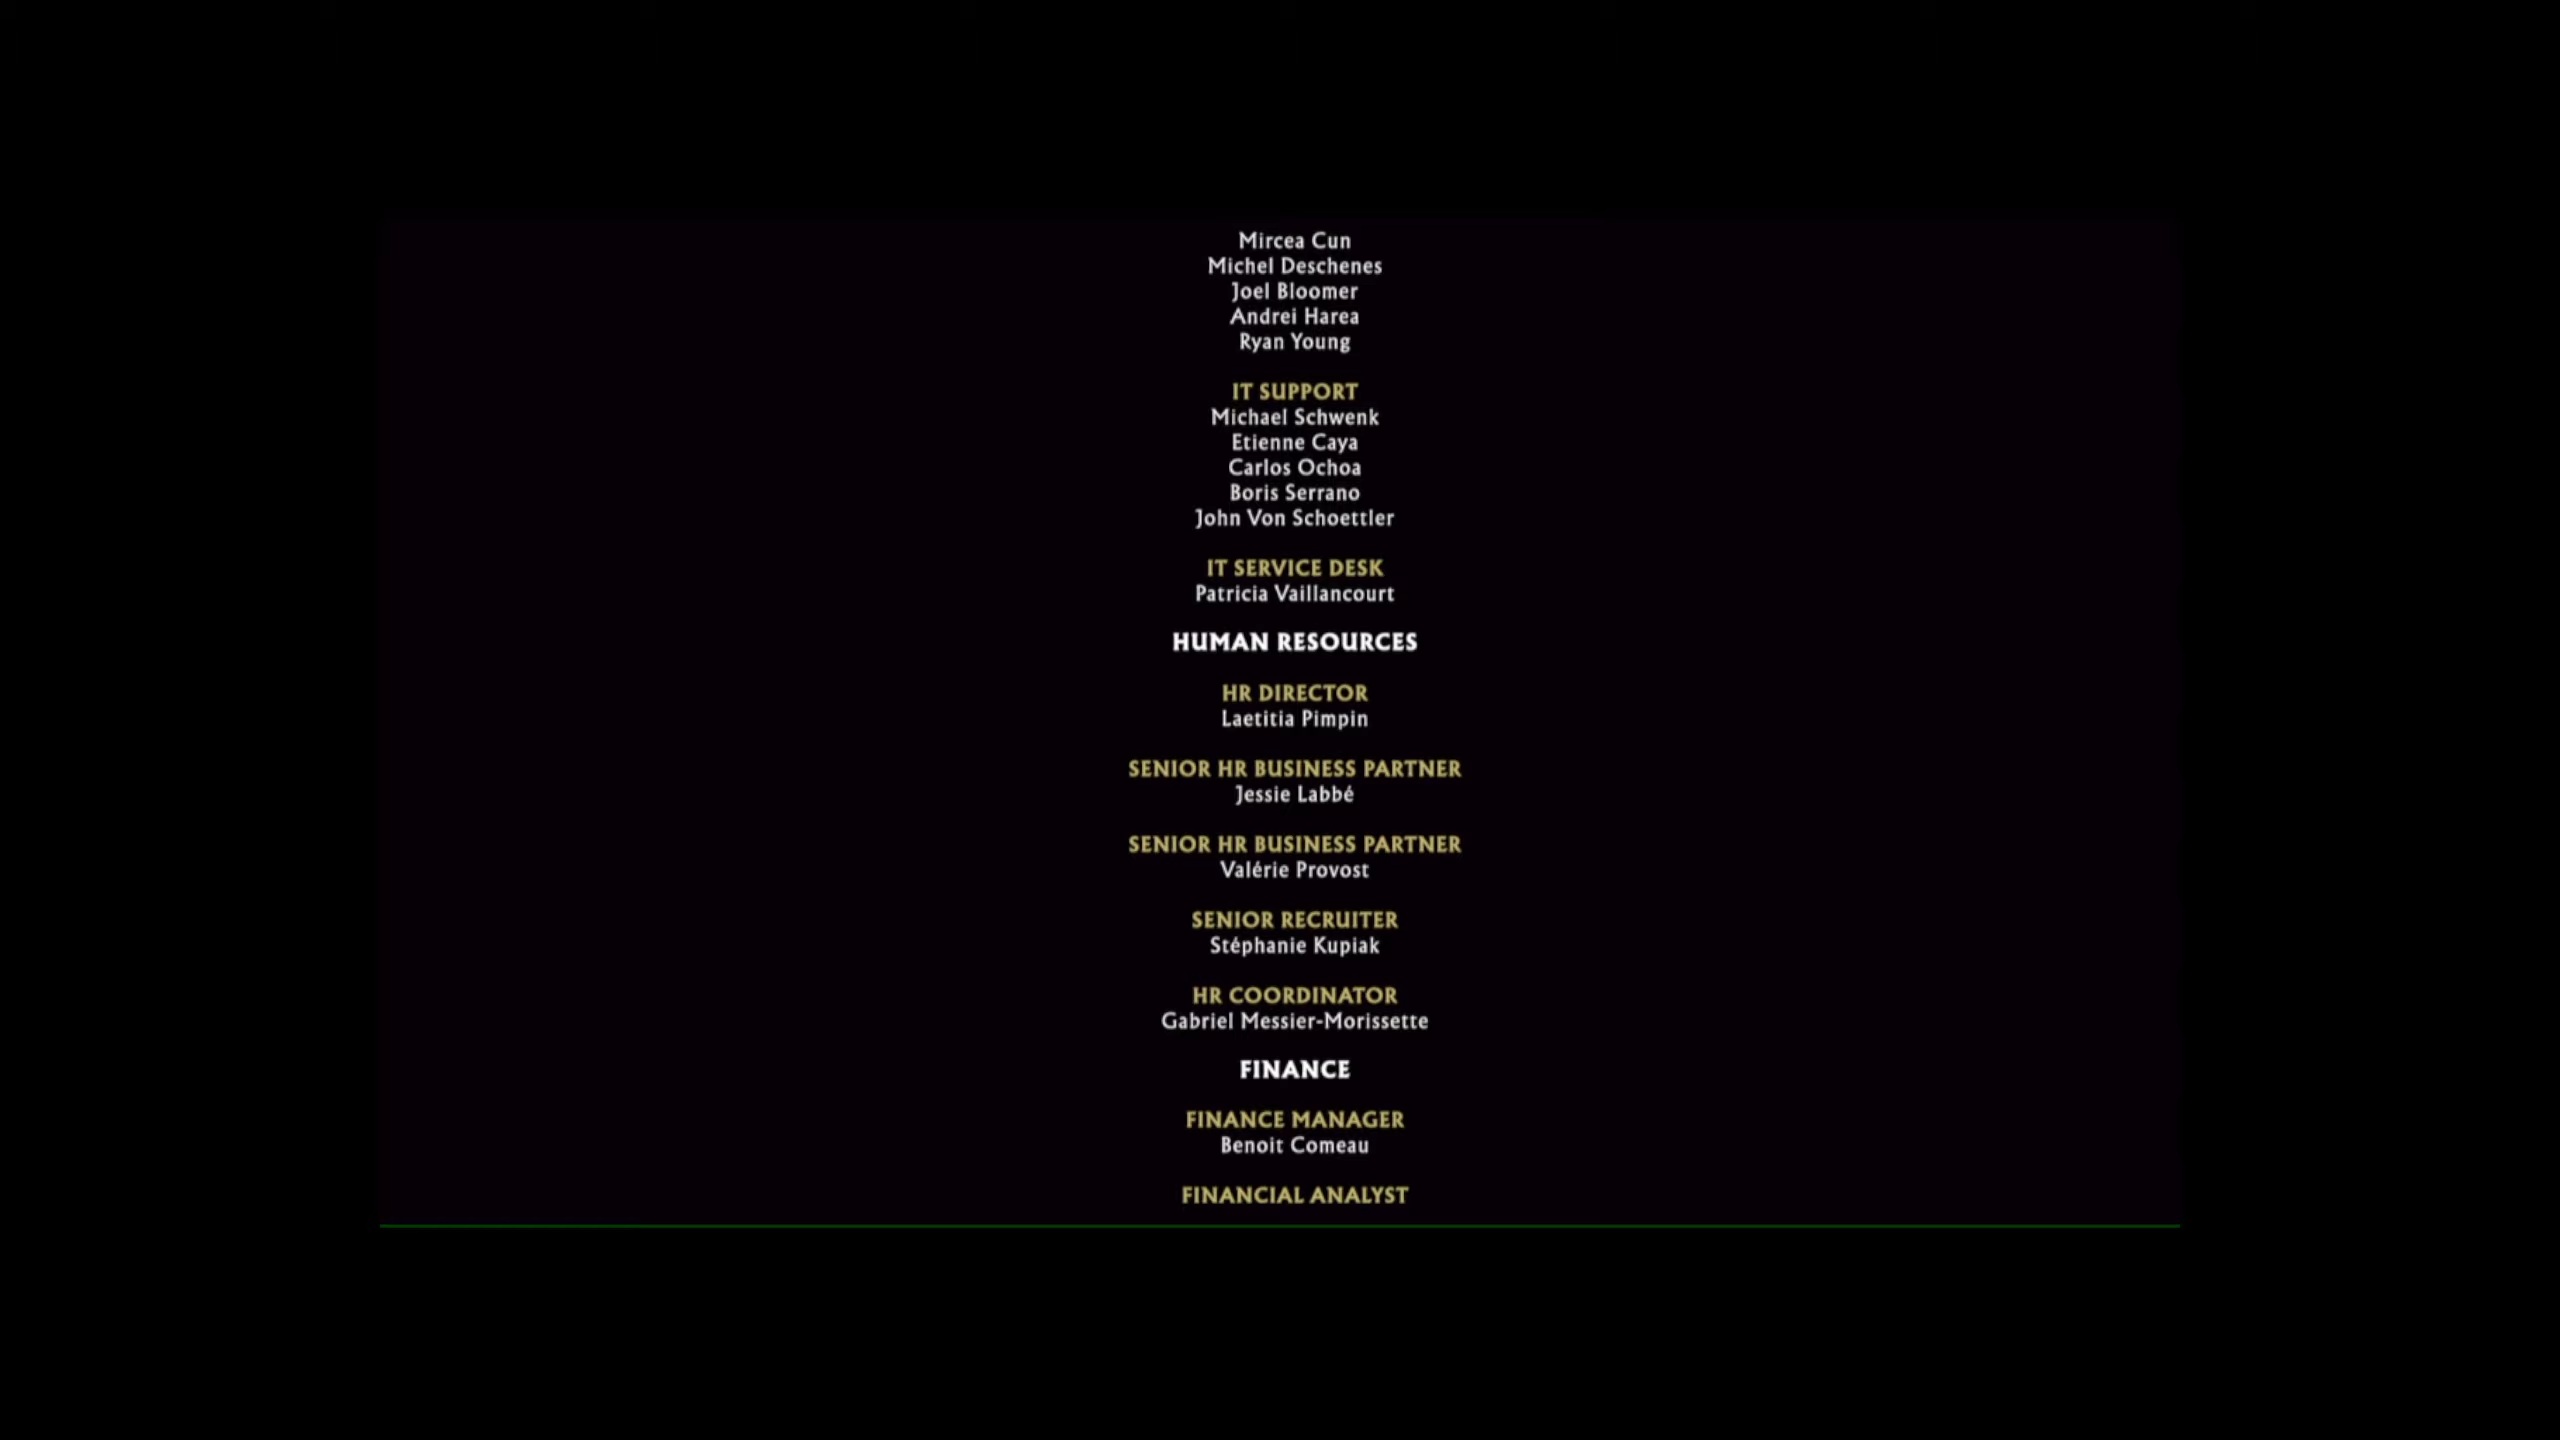 Mircea Cun
Michel Deschenes
Joel Bloomer
Andrei Harea
Ryan Young
IT SUPPORT
Michael Schwenk
Etienne Caya
Carlos Ochoa
Boris Serrano
John Von Schoettler
IT SERVICE DESK
Patricia Vaillancourt
HUMAN RESOURCES
HR DIRECTOR
Laetitia Pimpin
SENIOR HR BUSINESS PARTNER
Jessie Labbé
SENIOR HR BUSINESS PARTNER
Valérie Provost
SENIOR RECRUITER
Stéphanie Kupiak
HR COORDINATOR
Gabriel Messier-Morissette
FINANCE
FINANCE MANAGER
Benoit Comeau
FINANCIAL ANALYST